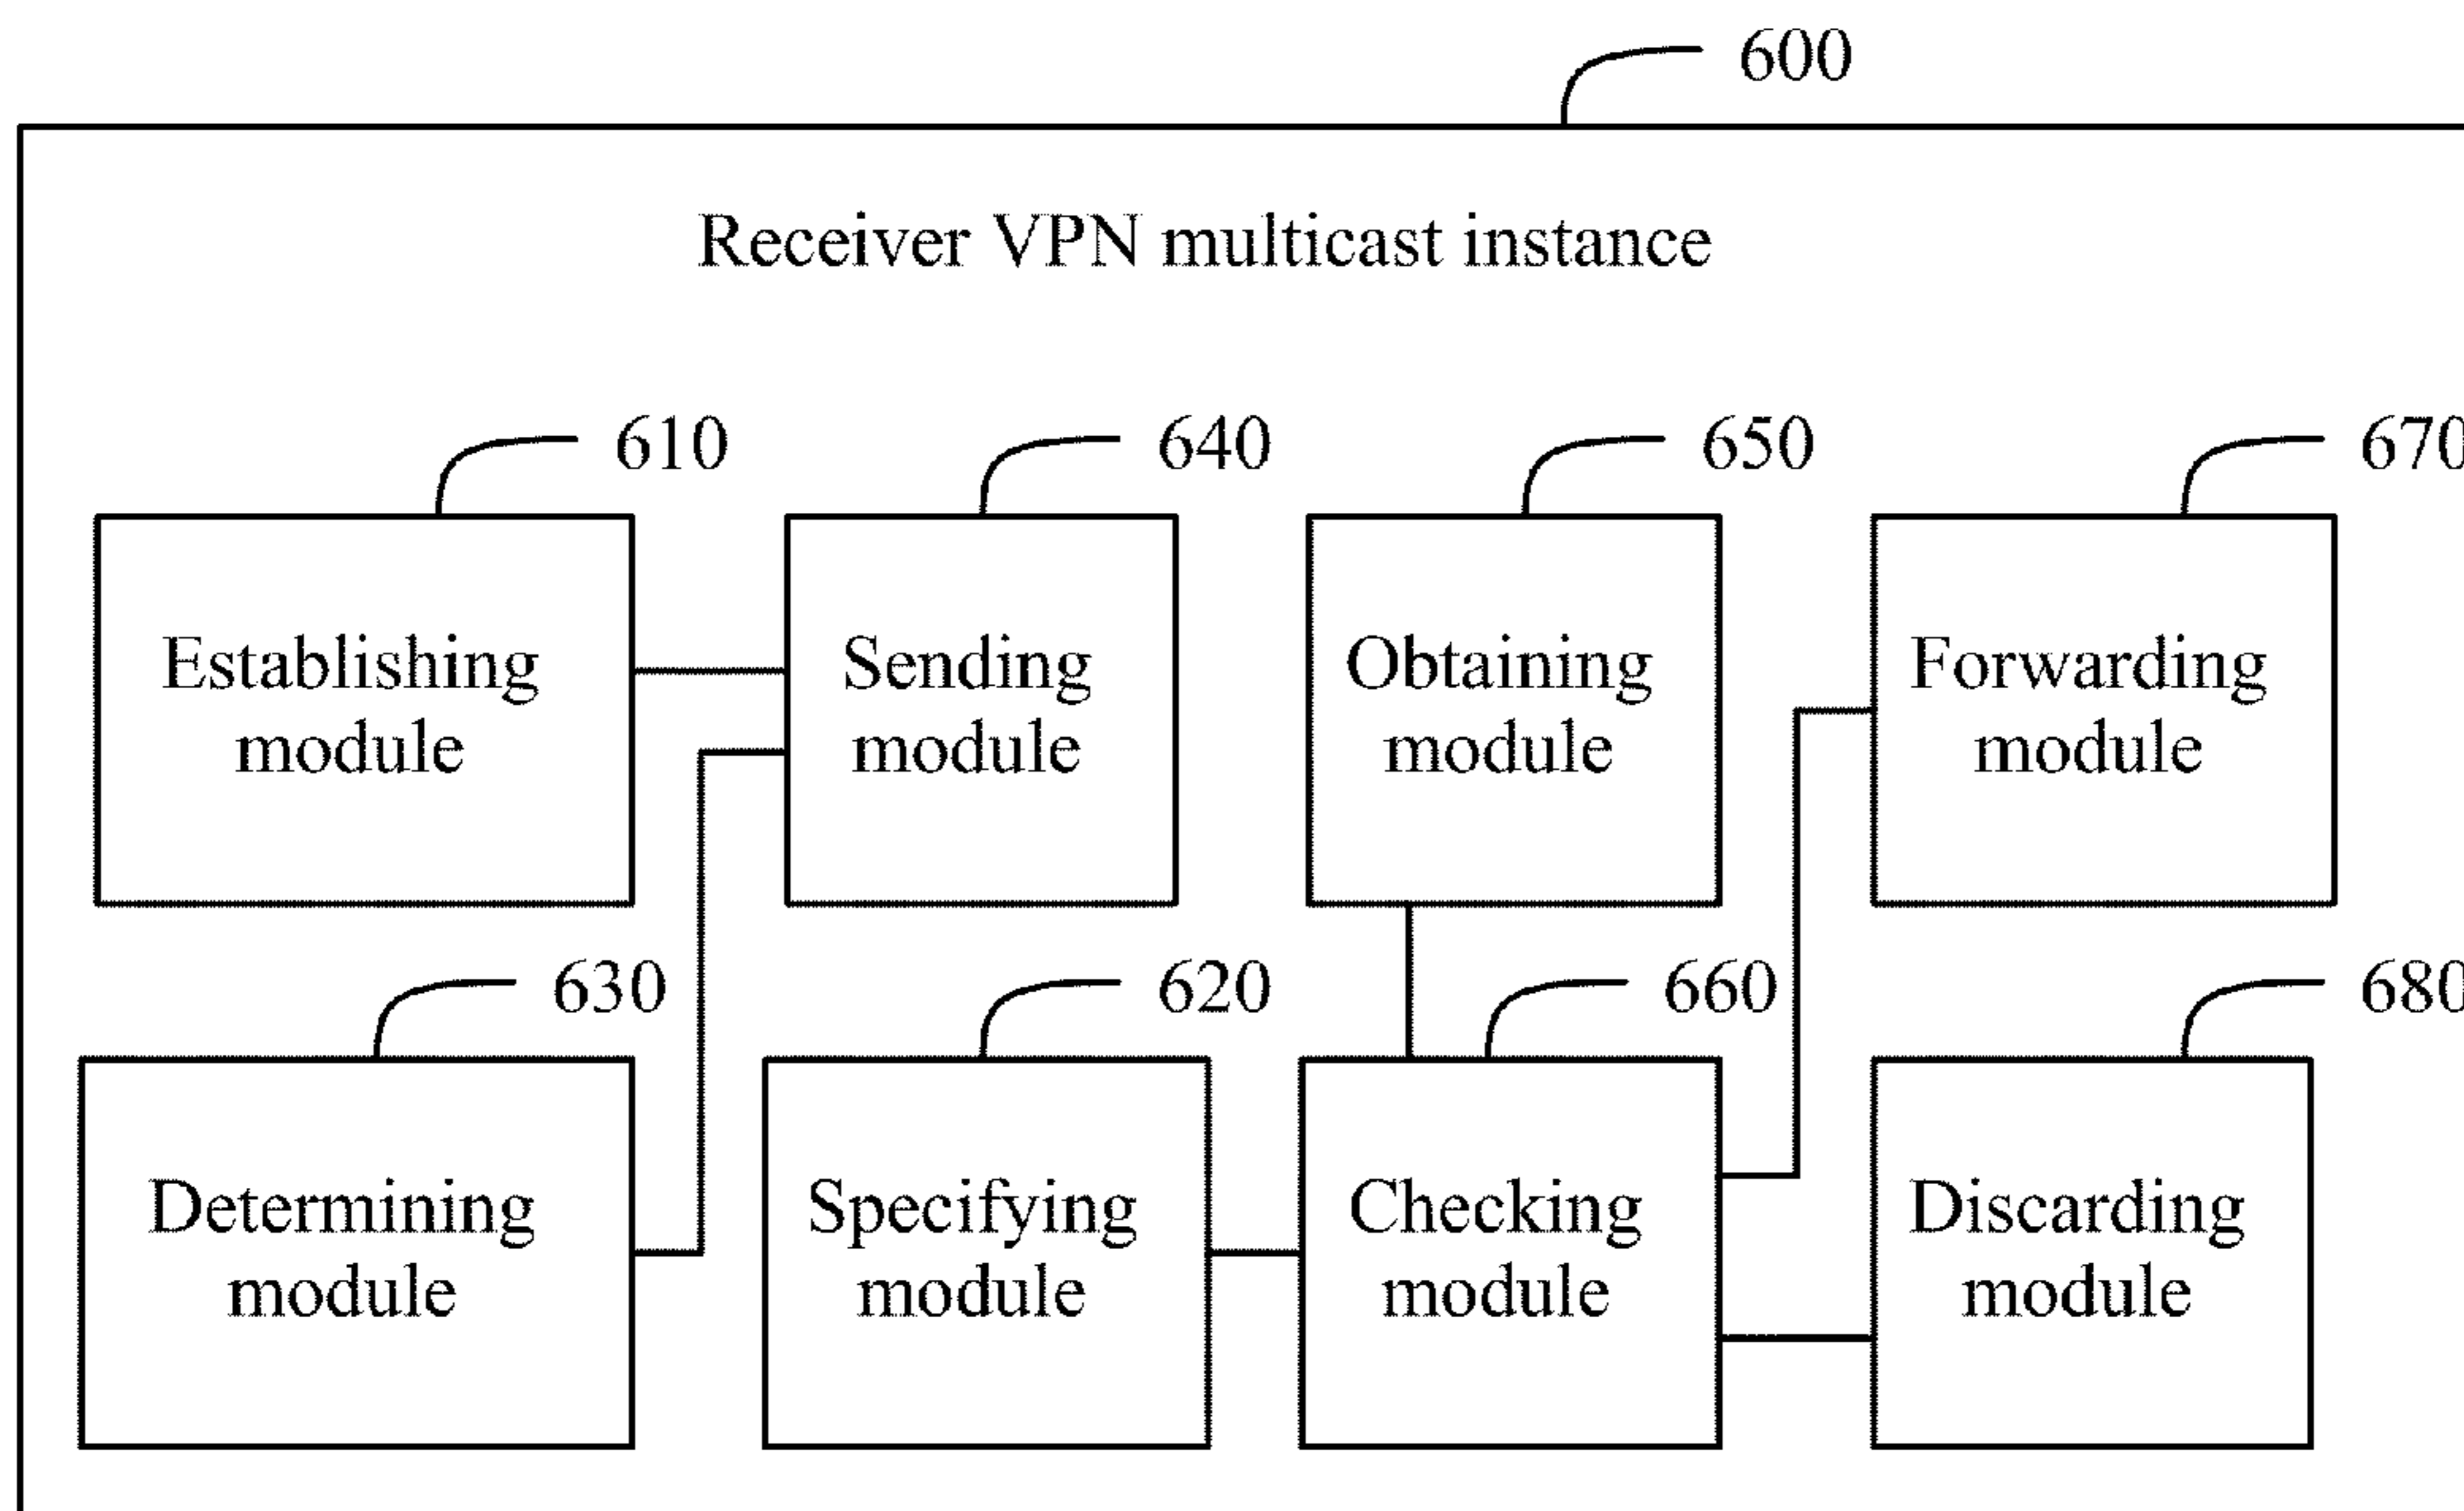 600
Receiver VPN multicast instance
610
640
650
670
Establishing
module
Sending
module
Obtaining
module
Forwarding
module
630
620
660
680
Determining
module
Specifying
module
Checking
module
Discarding
module